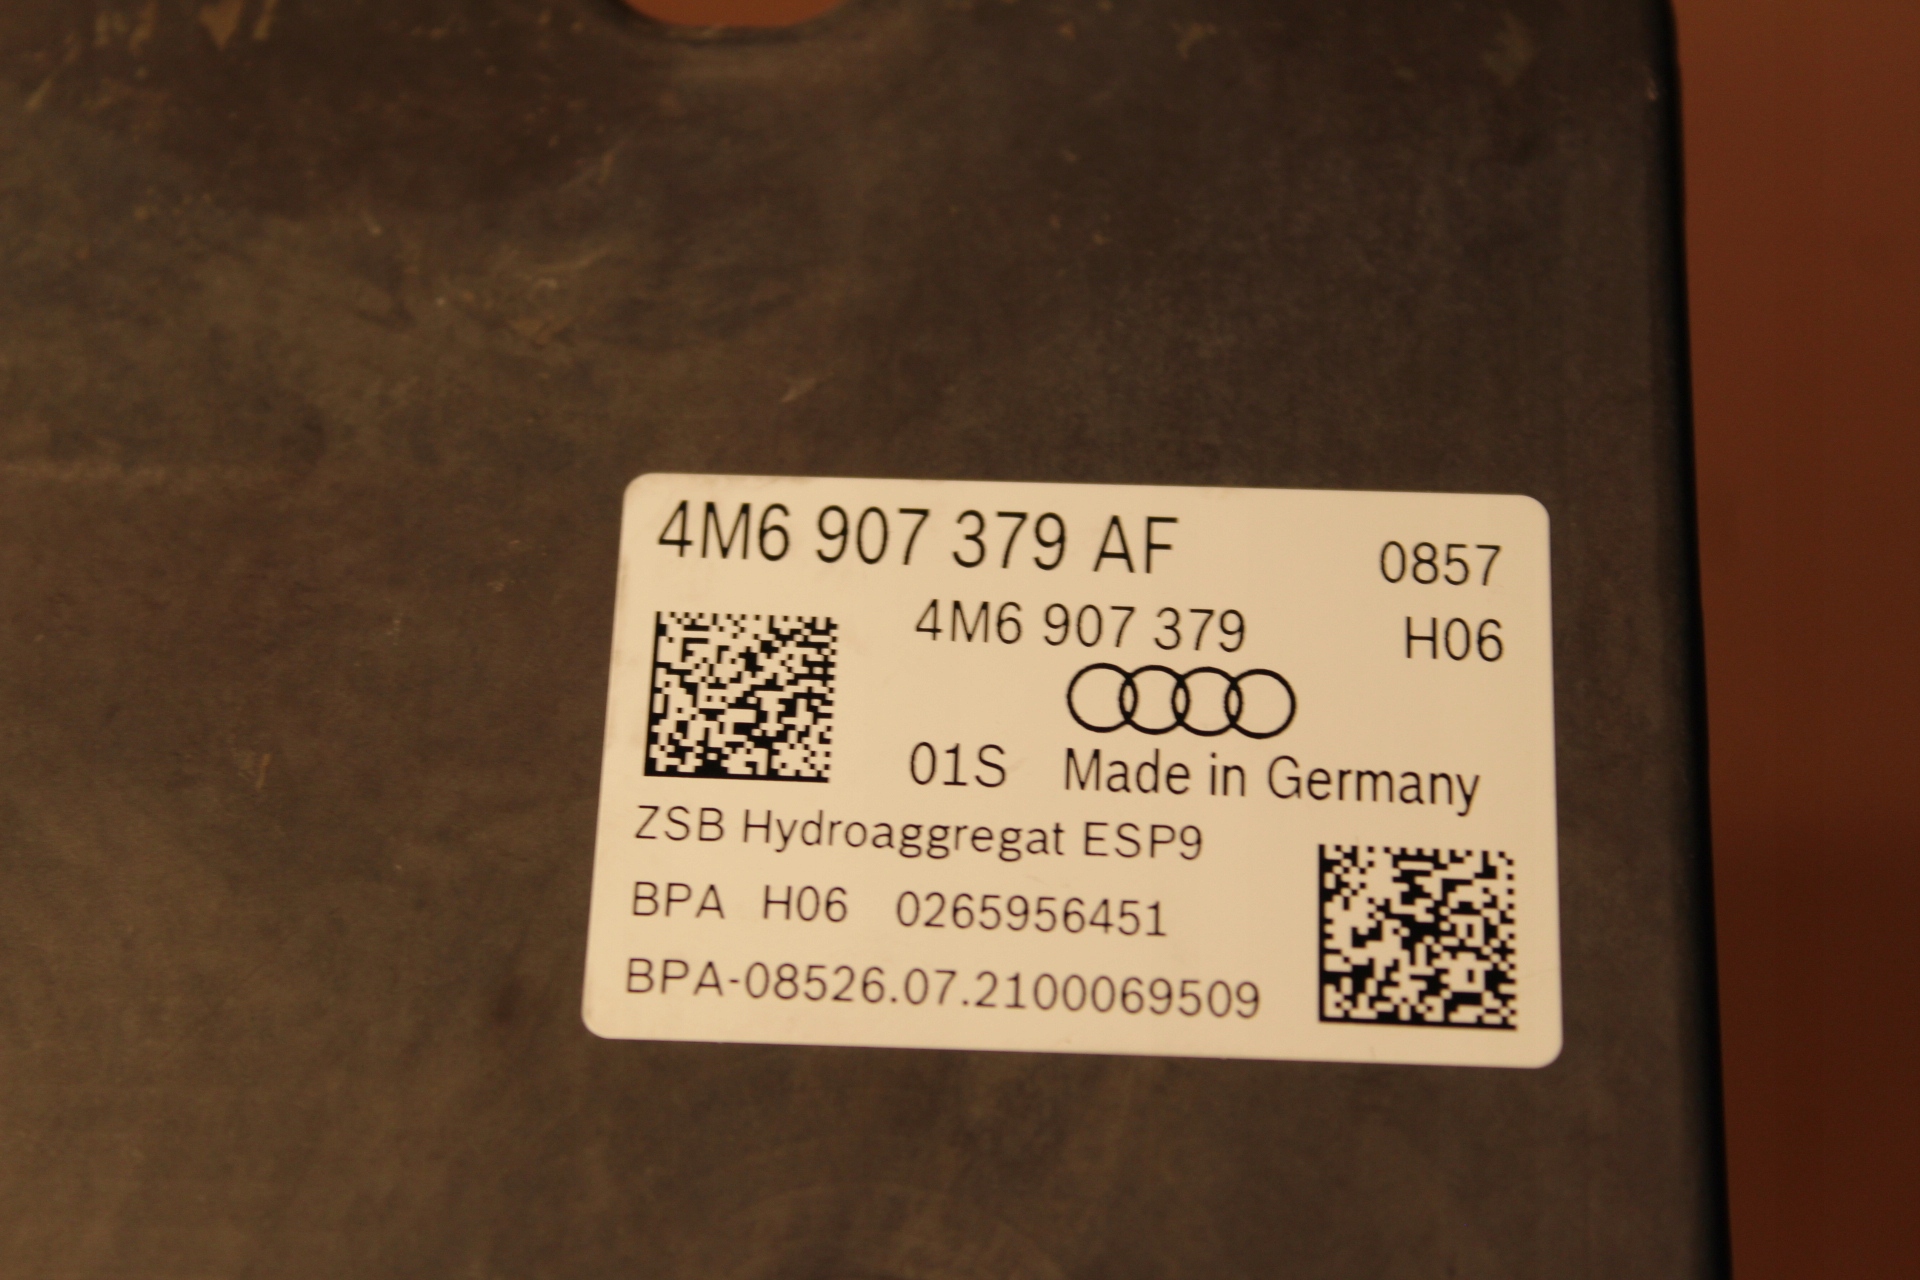 4M6 907 379 AF 0857
4M6 907 379 H06
01S Made in Germany
ZSB Hydroaggregat ESP9
BPA H06 0265956451
BPA-08526.07.2100069509